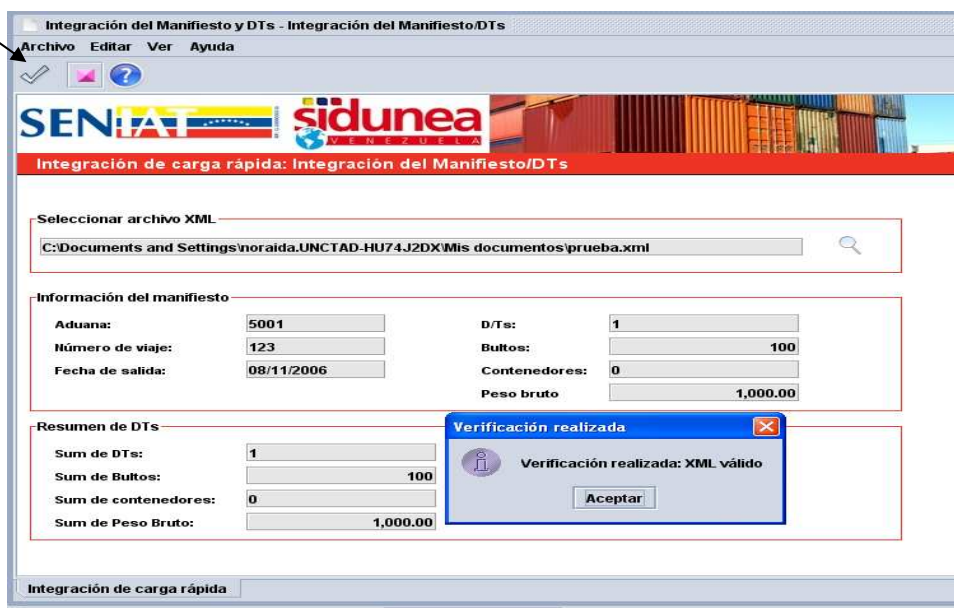 Integración del Manifiesto y DTs - Integración del Manifiesto/DTs
Archivo Editar Ver Ayuda
SENIAT sidunea
VENEZUELA
Integración de carga rápida: Integración del Manifiesto/DTs
Seleccionar archivo XML
C:\Documents and Settings\noraida.UNCTAD-HU74J2DX\Mis documentos\prueba.xml
Información del manifiesto
Aduana: 5001 D/Ts: 1
Número de viaje: 123 Bultos: 100
Fecha de salida: 08/11/2006 Contenedores: 0
Peso bruto 1,000.00
Resumen de DTs
Sum de DTs: 1
Sum de Bultos: 100
Sum de contenedores: 0
Sum de Peso Bruto: 1,000.00
Verificación realizada
Verificación realizada: XML válido
Aceptar
Integración de carga rápida